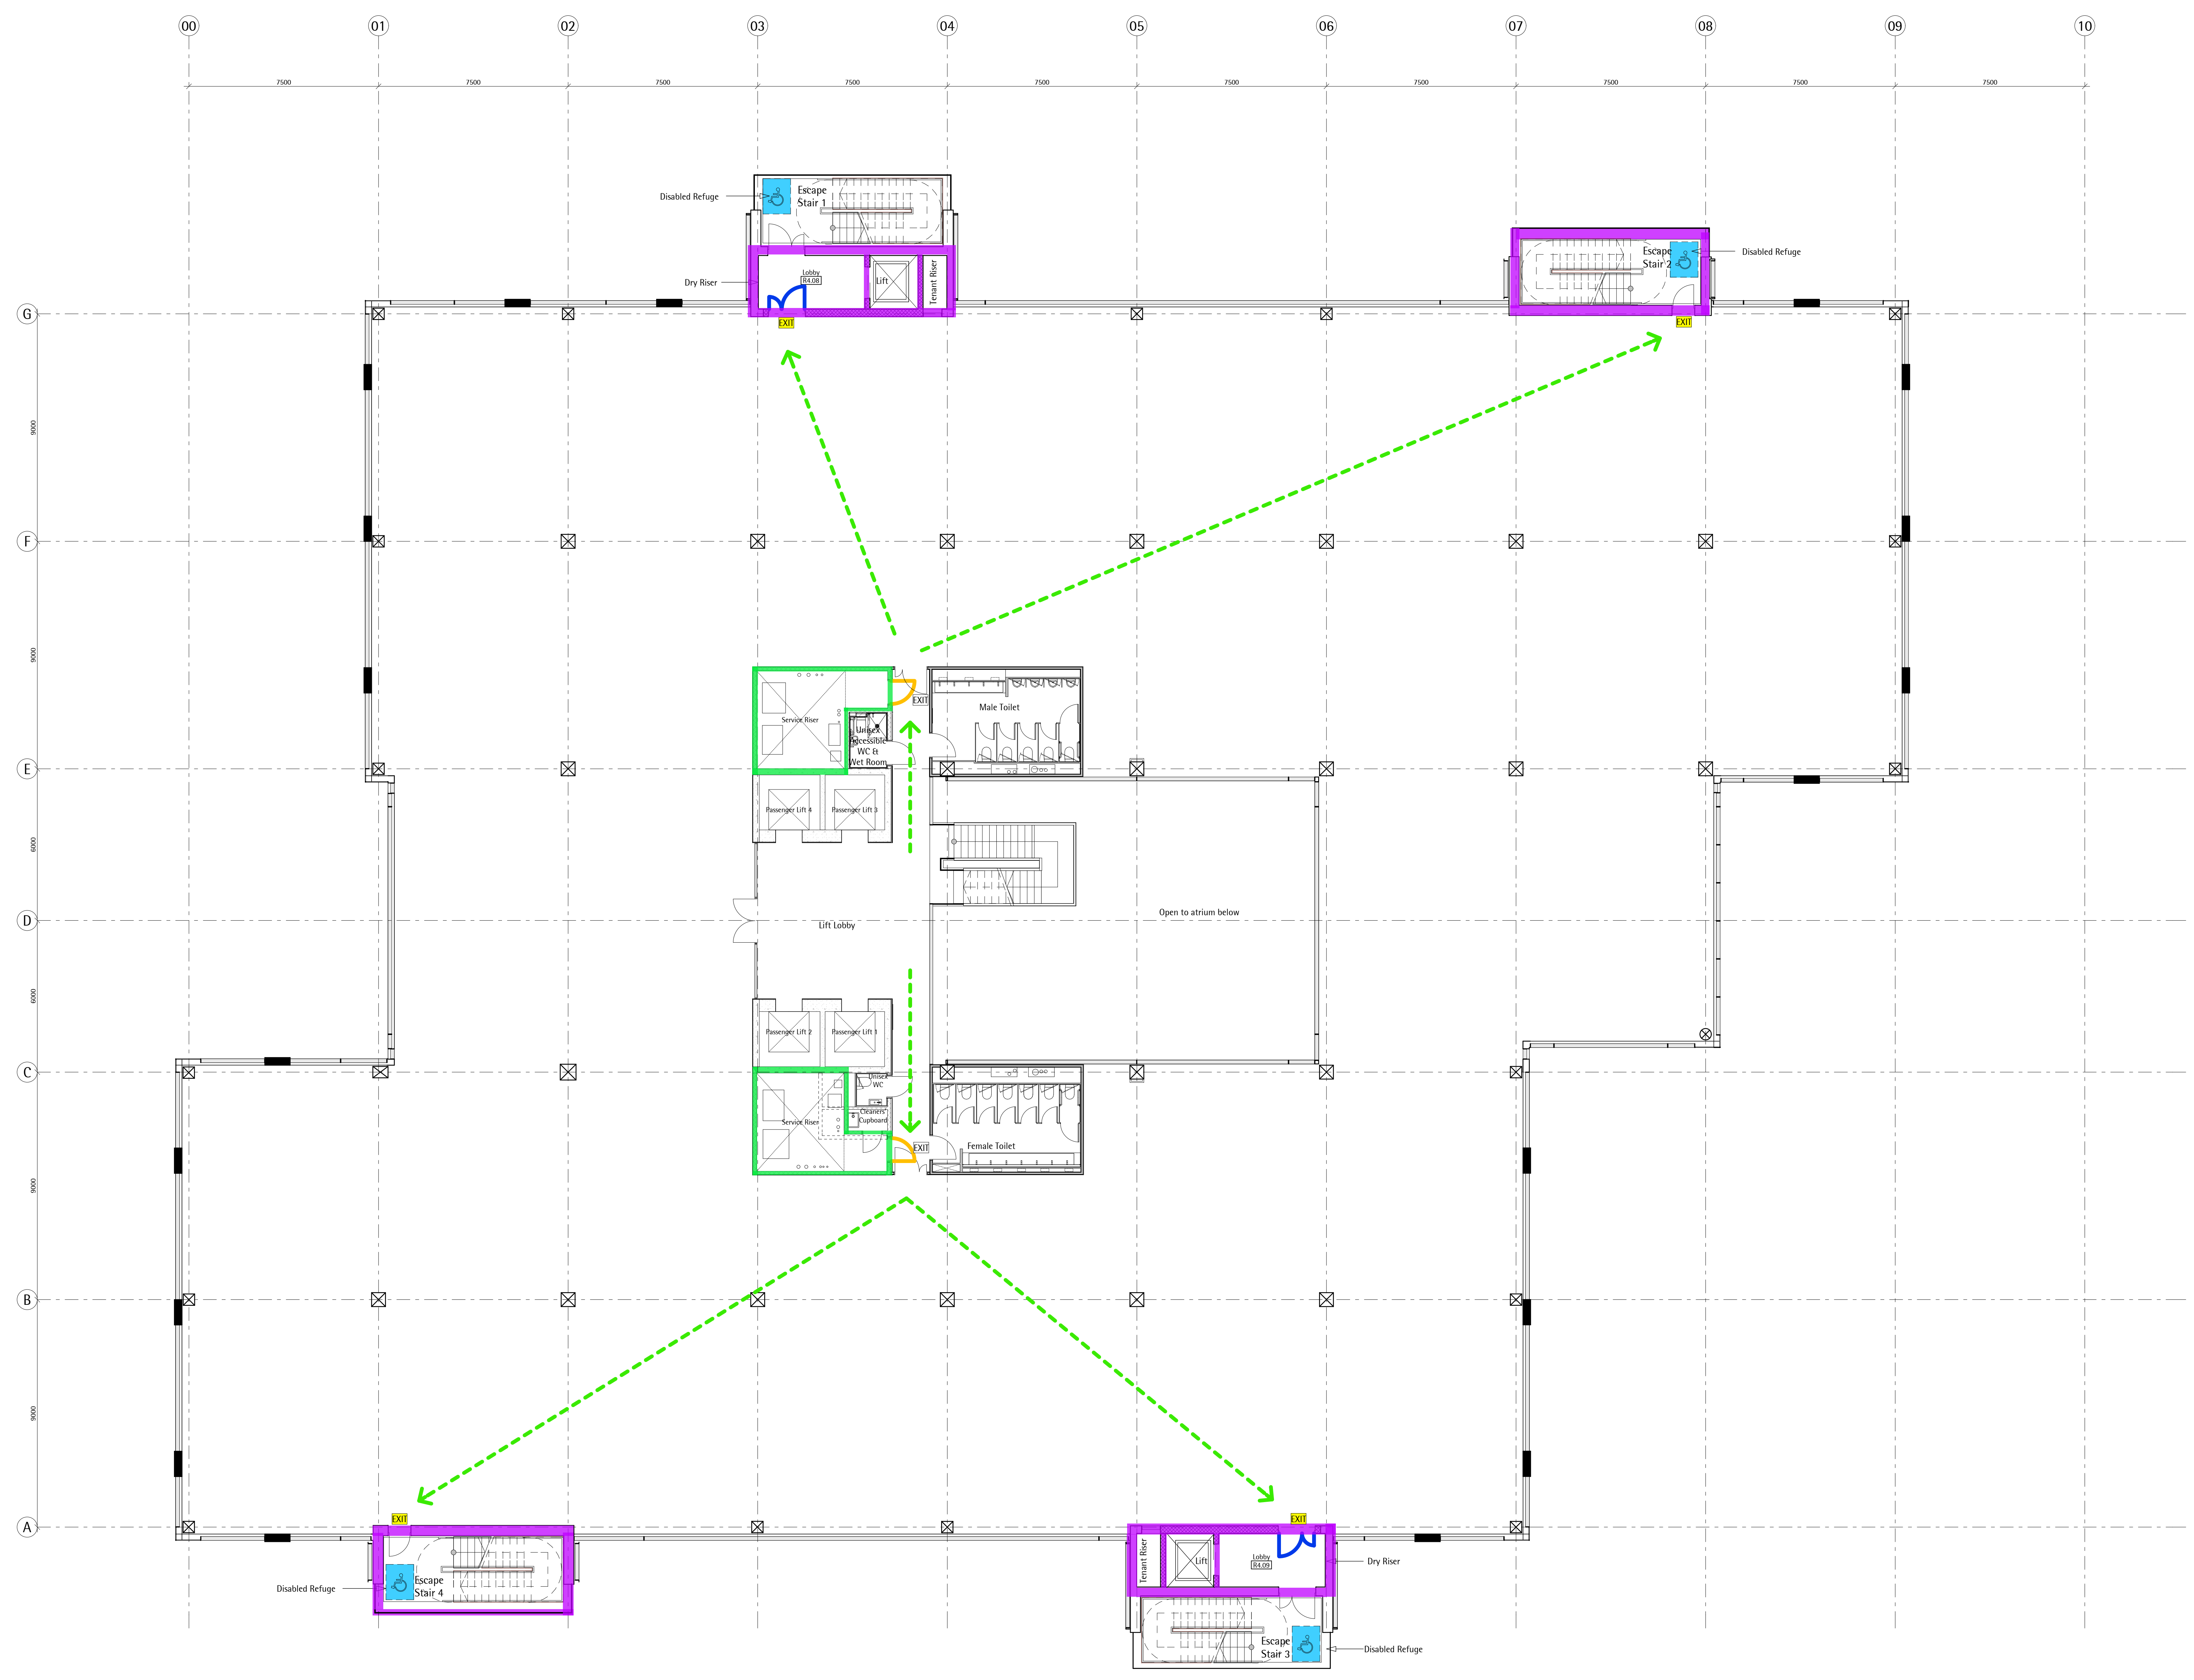 00 01 02 03 04 05 06 07 08 09 10
7500 7500 7500 7500 7500 7500 7500 7500 7500 7500
Disabled Refuge
Escape
Stair 1
Escape
Stair 2
Disabled Refuge
Dry Riser
Lobby
R4.08
Lift
Tenant Riser
EXIT
EXIT
G
9000
F
9000
EXIT
Service Riser
Male Toilet
Unisex
Accessible
WC &
Wet Room
E
Passenger Lift 4
Passenger Lift 3
6000
D
Lift Lobby
Open to atrium below
6000
Passenger Lift 2
Passenger Lift 1
C
Unisex
WC
Cleaners'
Cupboard
Service Riser
EXIT
Female Toilet
9000
B
9000
EXIT
EXIT
A
Tenant Riser
Lift
Lobby
R4.09
Dry Riser
Disabled Refuge
Escape
Stair 4
Escape
Stair 3
Disabled Refuge